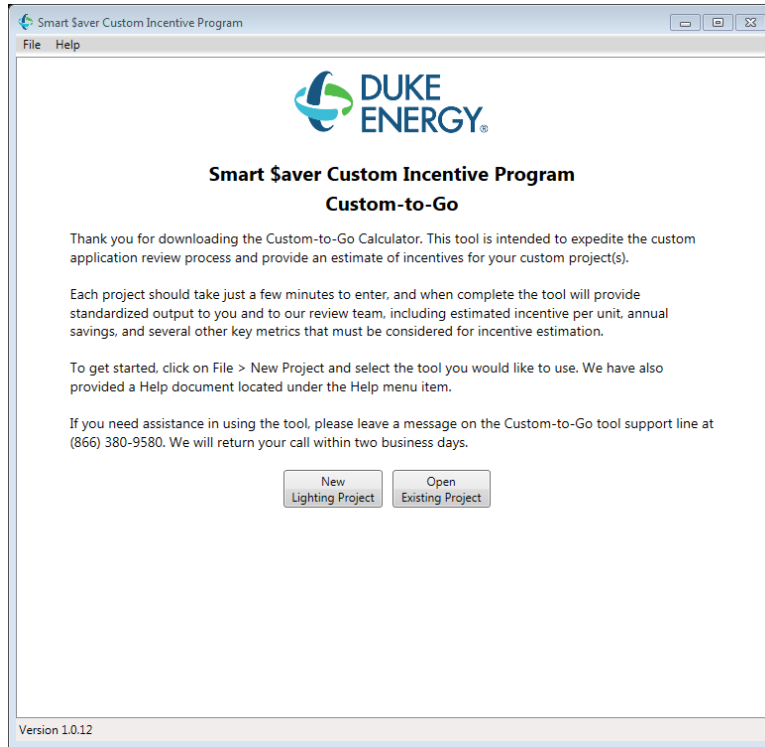 Smart $aver Custom Incentive Program
File Help
DUKE
ENERGY®
Smart $aver Custom Incentive Program
Custom-to-Go
Thank you for downloading the Custom-to-Go Calculator. This tool is intended to expedite the custom
application review process and provide an estimate of incentives for your custom project(s).
Each project should take just a few minutes to enter, and when complete the tool will provide
standardized output to you and to our review team, including estimated incentive per unit, annual
savings, and several other key metrics that must be considered for incentive estimation.
To get started, click on File > New Project and select the tool you would like to use. We have also
provided a Help document located under the Help menu item.
If you need assistance in using the tool, please leave a message on the Custom-to-Go tool support line at
(866) 380-9580. We will return your call within two business days.
New
Lighting Project
Open
Existing Project
Version 1.0.12